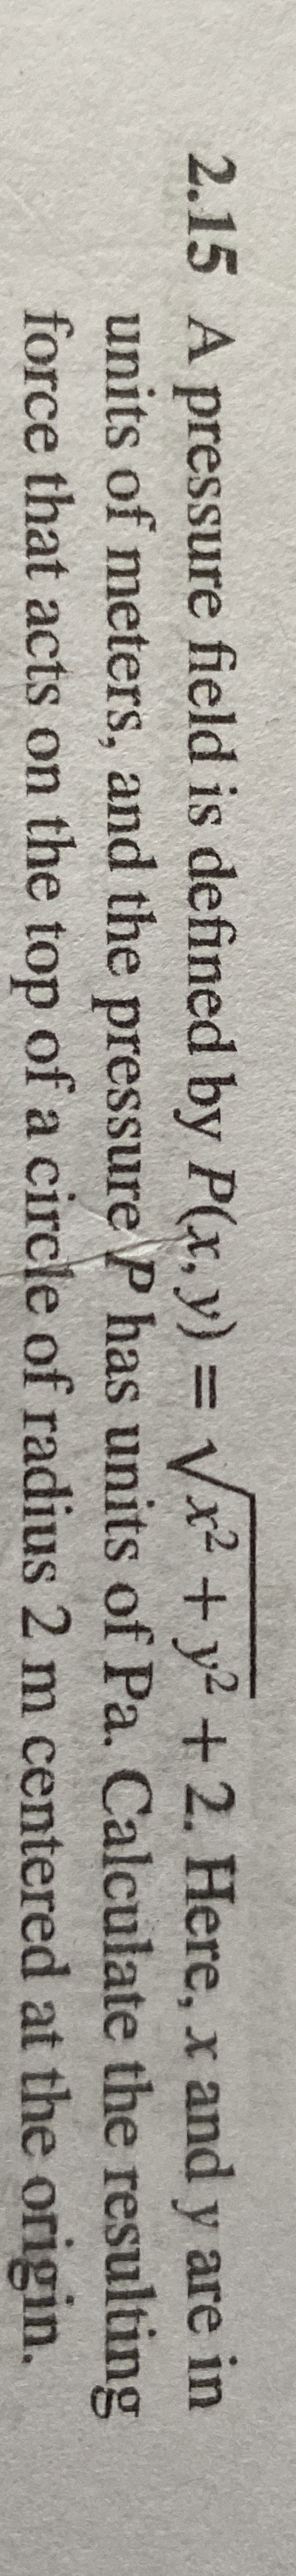 2.15 A pressure field is defined by P(x, y) = √x² + y² + 2. Here, x and y are in
units of meters, and the pressure P has units of Pa. Calculate the resulting
force that acts on the top of a circle of radius 2 m centered at the origin.